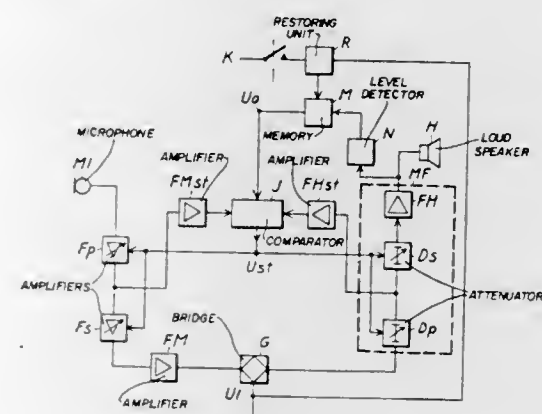 RESTORING
UNIT
R
K
LEVEL
DETECTOR
M
Uo
MEMORY
N
H
LOUD
SPEAKER
MICROPHONE
AMPLIFIER
AMPLIFIER
MF
MI
FMst
J
FHst
FH
COMPARATOR
Fp
Ust
Ds
AMPLIFIERS
ATTENUATOR
Fs
BRIDGE
Dp
FM
G
AMPLIFIER
UI